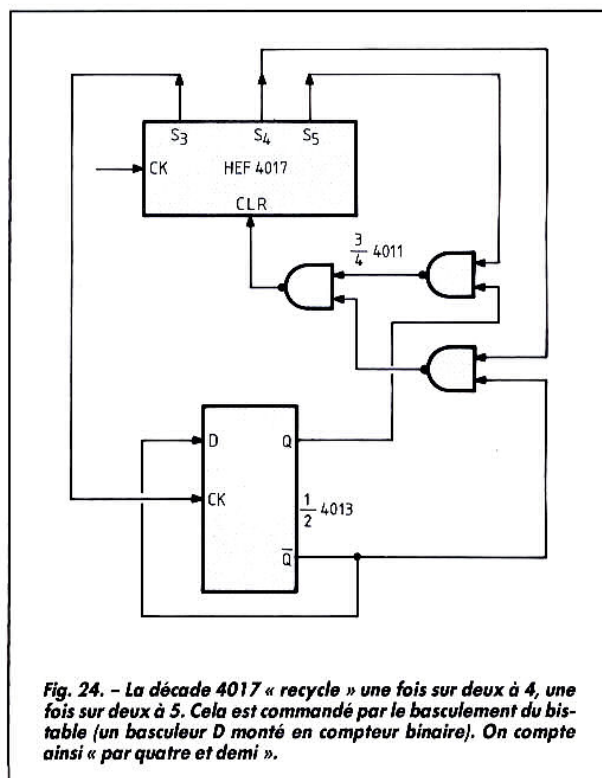 S3 S4 S5
CK HEF 4017
CLR
3/4 4011
D Q
CK
1/2 4013
Q̅
Fig. 24. – La décade 4017 « recycle » une fois sur deux à 4, une
fois sur deux à 5. Cela est commandé par le basculement du bis-
table (un basculeur D monté en compteur binaire). On compte
ainsi « par quatre et demi ».